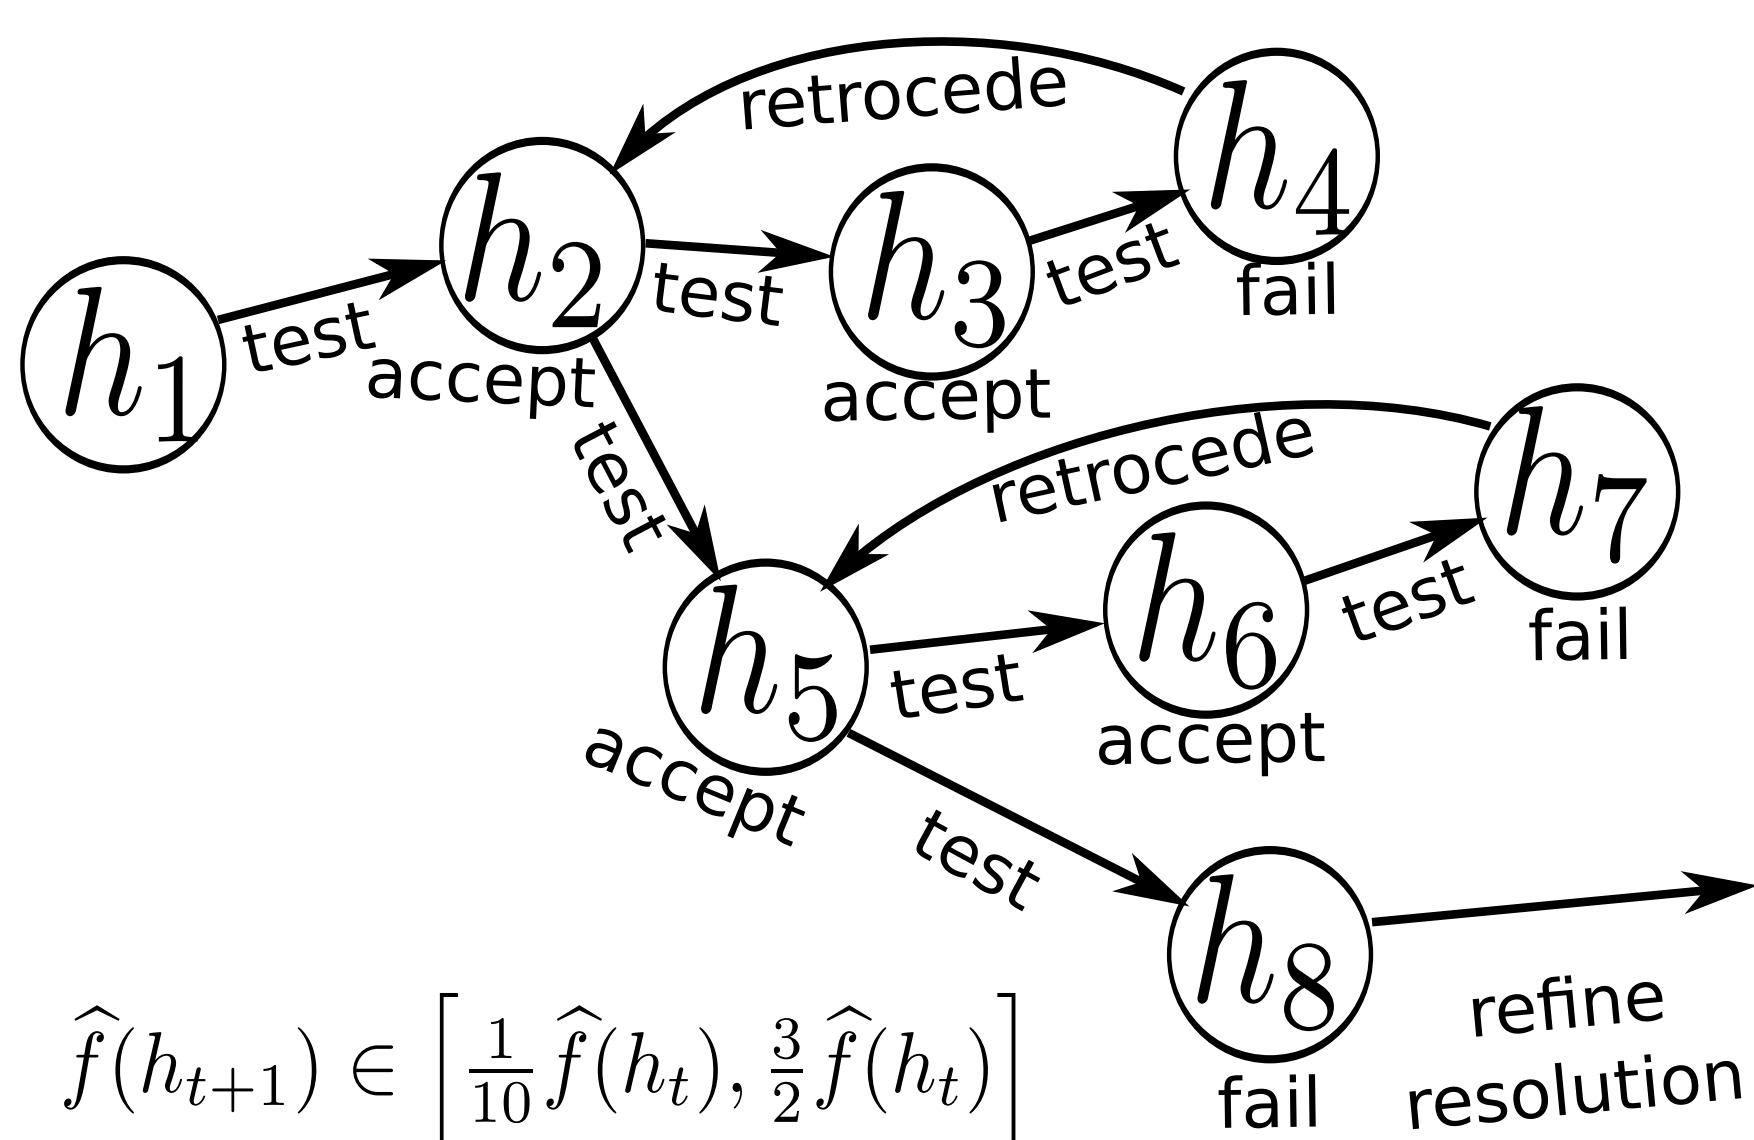 retrocede
h4
h2
h3
test
fail
h1
test
test
accept
accept
retrocede
h7
test
h6
test
fail
h5
test
accept
accept
test
h8
refine
resolution
fail
f̂(h_{t+1}) ∈ [1/10 f̂(h_t), 3/2 f̂(h_t)]